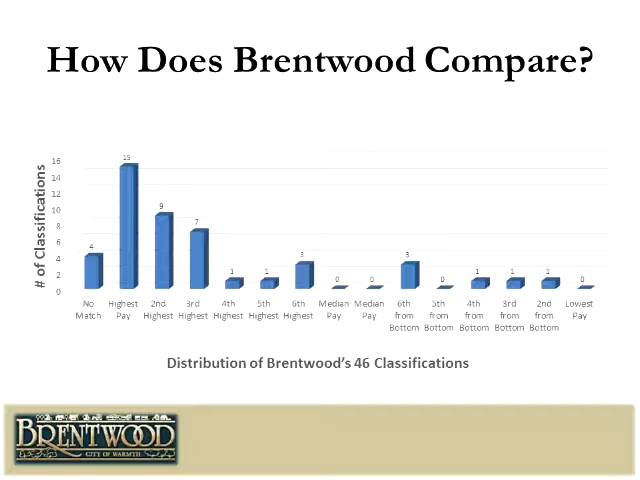 How Does Brentwood Compare?
# of Classifications
16
14
12
10
8
6
4
2
0
4
15
9
7
1
1
3
0
0
3
0
1
1
1
0
No Match
Highest Pay
2nd Highest
3rd Highest
4th Highest
5th Highest
6th Highest
Median Pay
Median Pay
6th from Bottom
5th from Bottom
4th from Bottom
3rd from Bottom
2nd from Bottom
Lowest Pay
Distribution of Brentwood's 46 Classifications
BRENTWOOD
CITY OF WARMTH